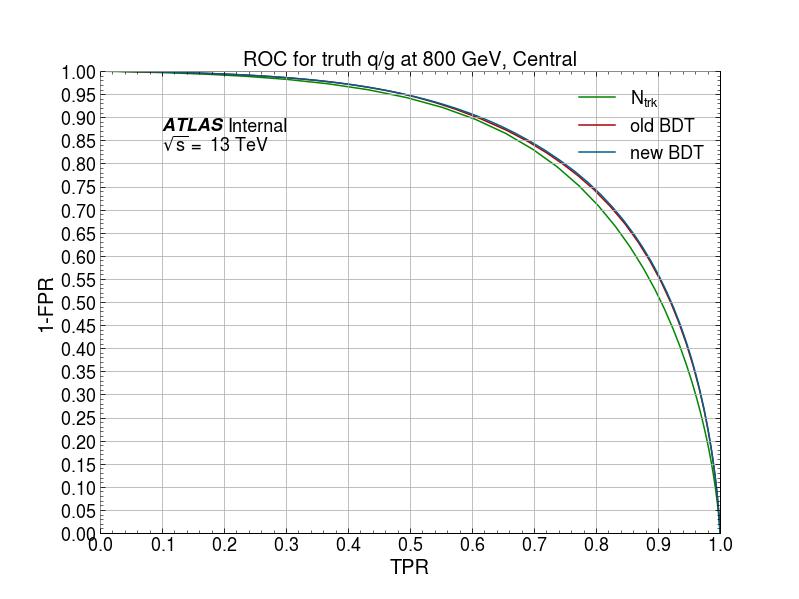 ROC for truth q/g at 800 GeV, Central
1.00
0.95
0.90
0.85
0.80
0.75
0.70
0.65
0.60
0.55
0.50
0.45
0.40
0.35
0.30
0.25
0.20
0.15
0.10
0.05
0.00
1-FPR
ATLAS Internal
√s = 13 TeV
Ntrk
old BDT
new BDT
0.0 0.1 0.2 0.3 0.4 0.5 0.6 0.7 0.8 0.9 1.0
TPR